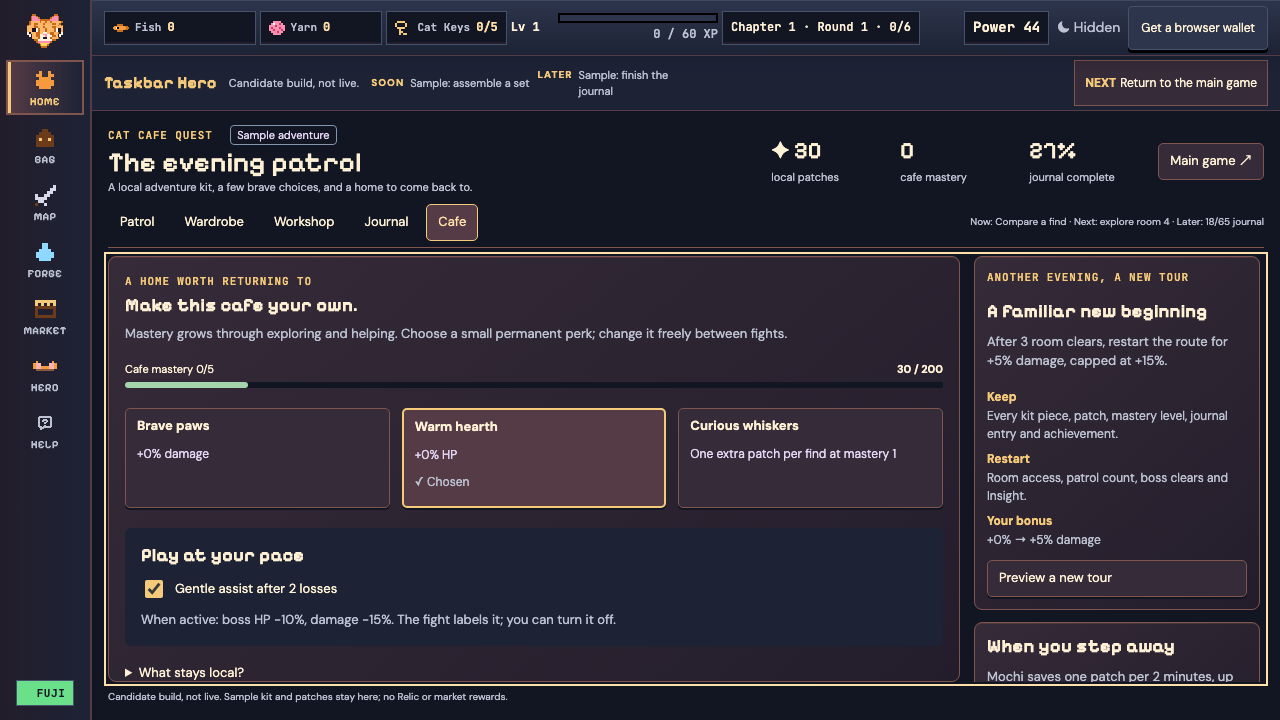 Fish 0
Yarn 0
Cat Keys 0/5
Lv 1
0 / 60 XP
Chapter 1 · Round 1 · 0/6
Power 44
Hidden
Get a browser wallet
HOME
BAG
MAP
FORGE
MARKET
HERO
HELP
FUJI
Taskbar Hero
Candidate build, not live.
SOON Sample: assemble a set
LATER Sample: finish the
journal
NEXT Return to the main game
CAT CAFE QUEST
Sample adventure
The evening patrol
A local adventure kit, a few brave choices, and a home to come back to.
✦ 30
local patches
0
cafe mastery
27%
journal complete
Main game ↗
Patrol
Wardrobe
Workshop
Journal
Cafe
Now: Compare a find · Next: explore room 4 · Later: 18/65 journal
A HOME WORTH RETURNING TO
Make this cafe your own.
Mastery grows through exploring and helping. Choose a small permanent perk; change it freely between fights.
Cafe mastery 0/5
30 / 200
Brave paws
+0% damage
Warm hearth
+0% HP
✓ Chosen
Curious whiskers
One extra patch per find at mastery 1
Play at your pace
Gentle assist after 2 losses
When active: boss HP −10%, damage −15%. The fight labels it; you can turn it off.
▶ What stays local?
ANOTHER EVENING, A NEW TOUR
A familiar new beginning
After 3 room clears, restart the route for
+5% damage, capped at +15%.
Keep
Every kit piece, patch, mastery level, journal
entry and achievement.
Restart
Room access, patrol count, boss clears and
Insight.
Your bonus
+0% → +5% damage
Preview a new tour
When you step away
Mochi saves one patch per 2 minutes, up
Candidate build, not live. Sample kit and patches stay here; no Relic or market rewards.